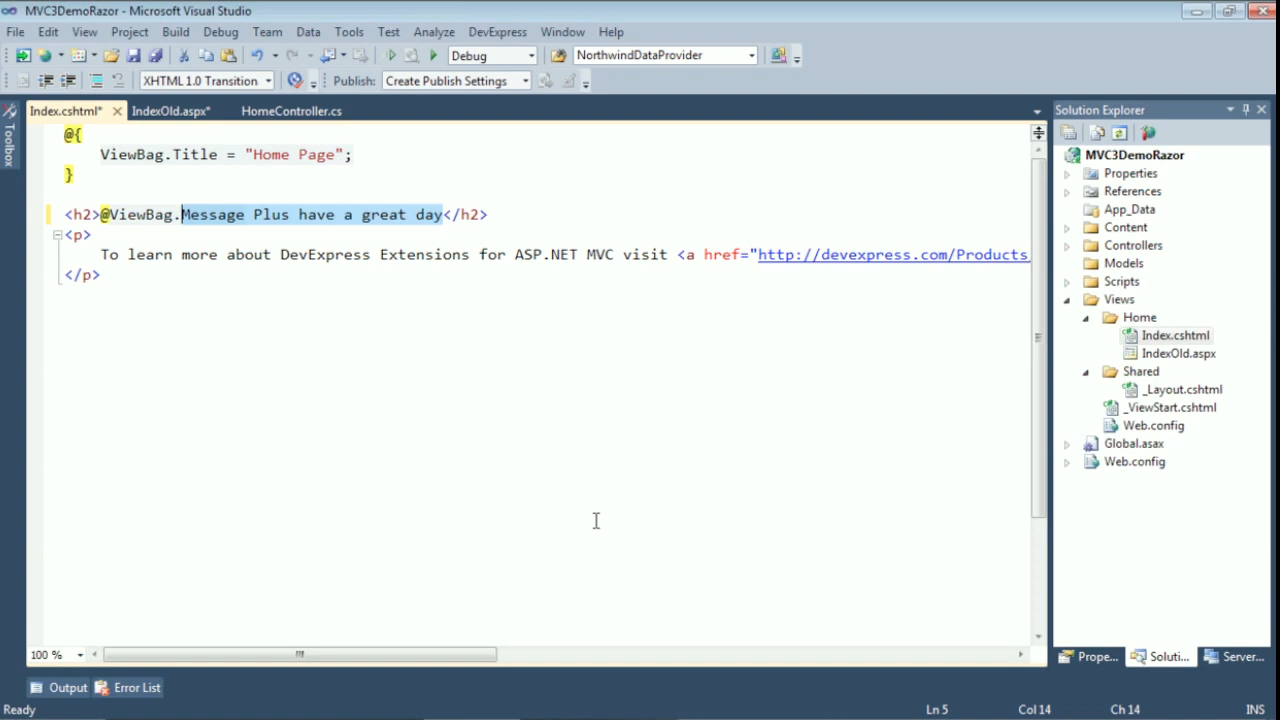 MVC3DemoRazor - Microsoft Visual Studio
File Edit View Project Build Debug Team Data Tools Test Analyze DevExpress Window Help
Debug NorthwindDataProvider
XHTML 1.0 Transition Publish: Create Publish Settings
Index.cshtml* IndexOld.aspx* HomeController.cs
Toolbox
@{
ViewBag.Title = "Home Page";
}
<h2>@ViewBag.Message Plus have a great day</h2>
<p>
To learn more about DevExpress Extensions for ASP.NET MVC visit <a href="http://devexpress.com/Products
</p>
Solution Explorer
MVC3DemoRazor
Properties
References
App_Data
Content
Controllers
Models
Scripts
Views
Home
Index.cshtml
IndexOld.aspx
Shared
_Layout.cshtml
_ViewStart.cshtml
Web.config
Global.asax
Web.config
100 %
Prope... Soluti... Server...
Output Error List
Ready Ln 5 Col 14 Ch 14 INS